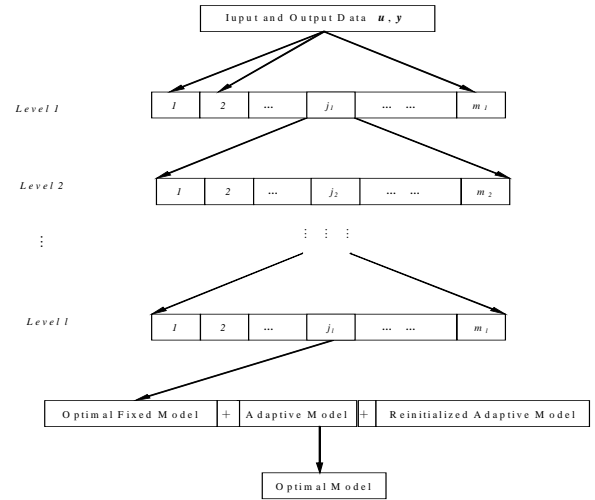 Iuput and Output Data u, y
Level 1
1 2 ... j1 ... ... m1
Level 2
1 2 ... j2 ... ... m2
⋮ ⋮ ⋮ ⋮
Level l
1 2 ... jl ... ... ml
Optimal Fixed Model + Adaptive Model + Reinitialized Adaptive Model
Optimal Model